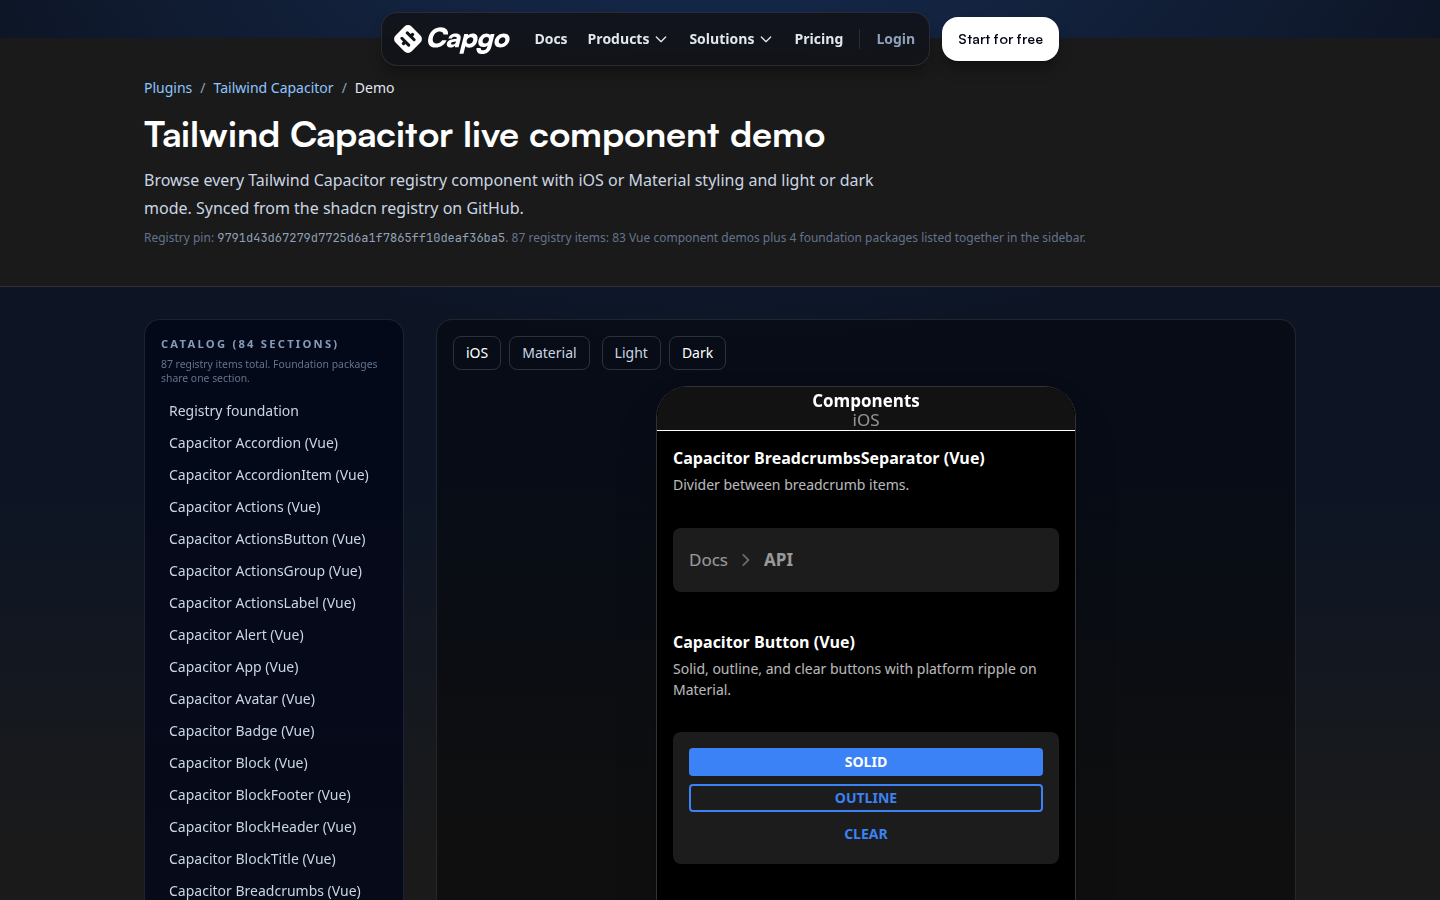 Capgo
Docs
Products
Solutions
Pricing
Login
Start for free
Plugins / Tailwind Capacitor / Demo
Tailwind Capacitor live component demo
Browse every Tailwind Capacitor registry component with iOS or Material styling and light or dark
mode. Synced from the shadcn registry on GitHub.
Registry pin: 9791d43d67279d7725d6a1f7865ff10deaf36ba5. 87 registry items: 83 Vue component demos plus 4 foundation packages listed together in the sidebar.
CATALOG (84 SECTIONS)
87 registry items total. Foundation packages
share one section.
Registry foundation
Capacitor Accordion (Vue)
Capacitor AccordionItem (Vue)
Capacitor Actions (Vue)
Capacitor ActionsButton (Vue)
Capacitor ActionsGroup (Vue)
Capacitor ActionsLabel (Vue)
Capacitor Alert (Vue)
Capacitor App (Vue)
Capacitor Avatar (Vue)
Capacitor Badge (Vue)
Capacitor Block (Vue)
Capacitor BlockFooter (Vue)
Capacitor BlockHeader (Vue)
Capacitor BlockTitle (Vue)
Capacitor Breadcrumbs (Vue)
iOS
Material
Light
Dark
Components
iOS
Capacitor BreadcrumbsSeparator (Vue)
Divider between breadcrumb items.
Docs > API
Capacitor Button (Vue)
Solid, outline, and clear buttons with platform ripple on
Material.
SOLID
OUTLINE
CLEAR